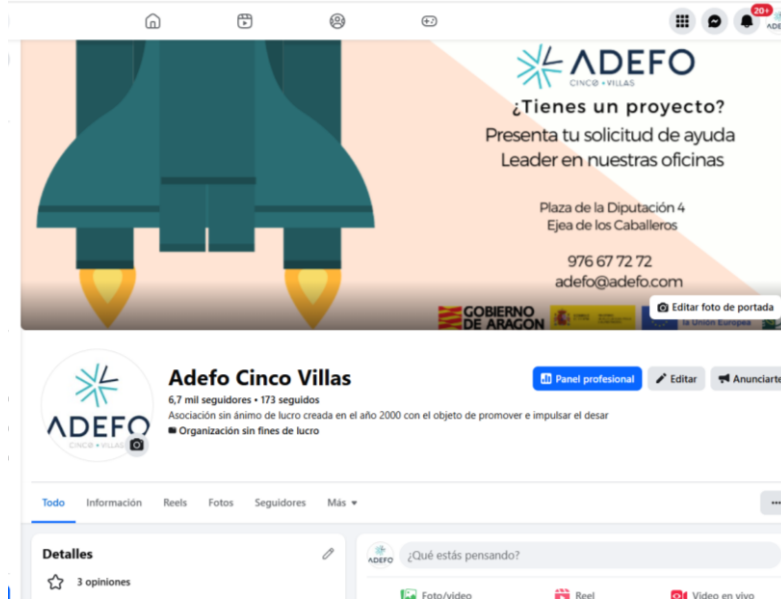 20+
ADE
ADEFO
CINCO • VILLAS
¿Tienes un proyecto?
Presenta tu solicitud de ayuda
Leader en nuestras oficinas
Plaza de la Diputación 4
Ejea de los Caballeros
976 67 72 72
adefo@adefo.com
Editar foto de portada
GOBIERNO
DE ARAGON
la Unión Europea
ADEFO
CINCO • VILLAS
Adefo Cinco Villas
6,7 mil seguidores • 173 seguidos
Asociación sin ánimo de lucro creada en el año 2000 con el objeto de promover e impulsar el desar
Organización sin fines de lucro
Panel profesional
Editar
Anunciarte
Todo Información Reels Fotos Seguidores Más
Detalles
3 opiniones
ADEFO
¿Qué estás pensando?
Foto/video Reel Video en vivo